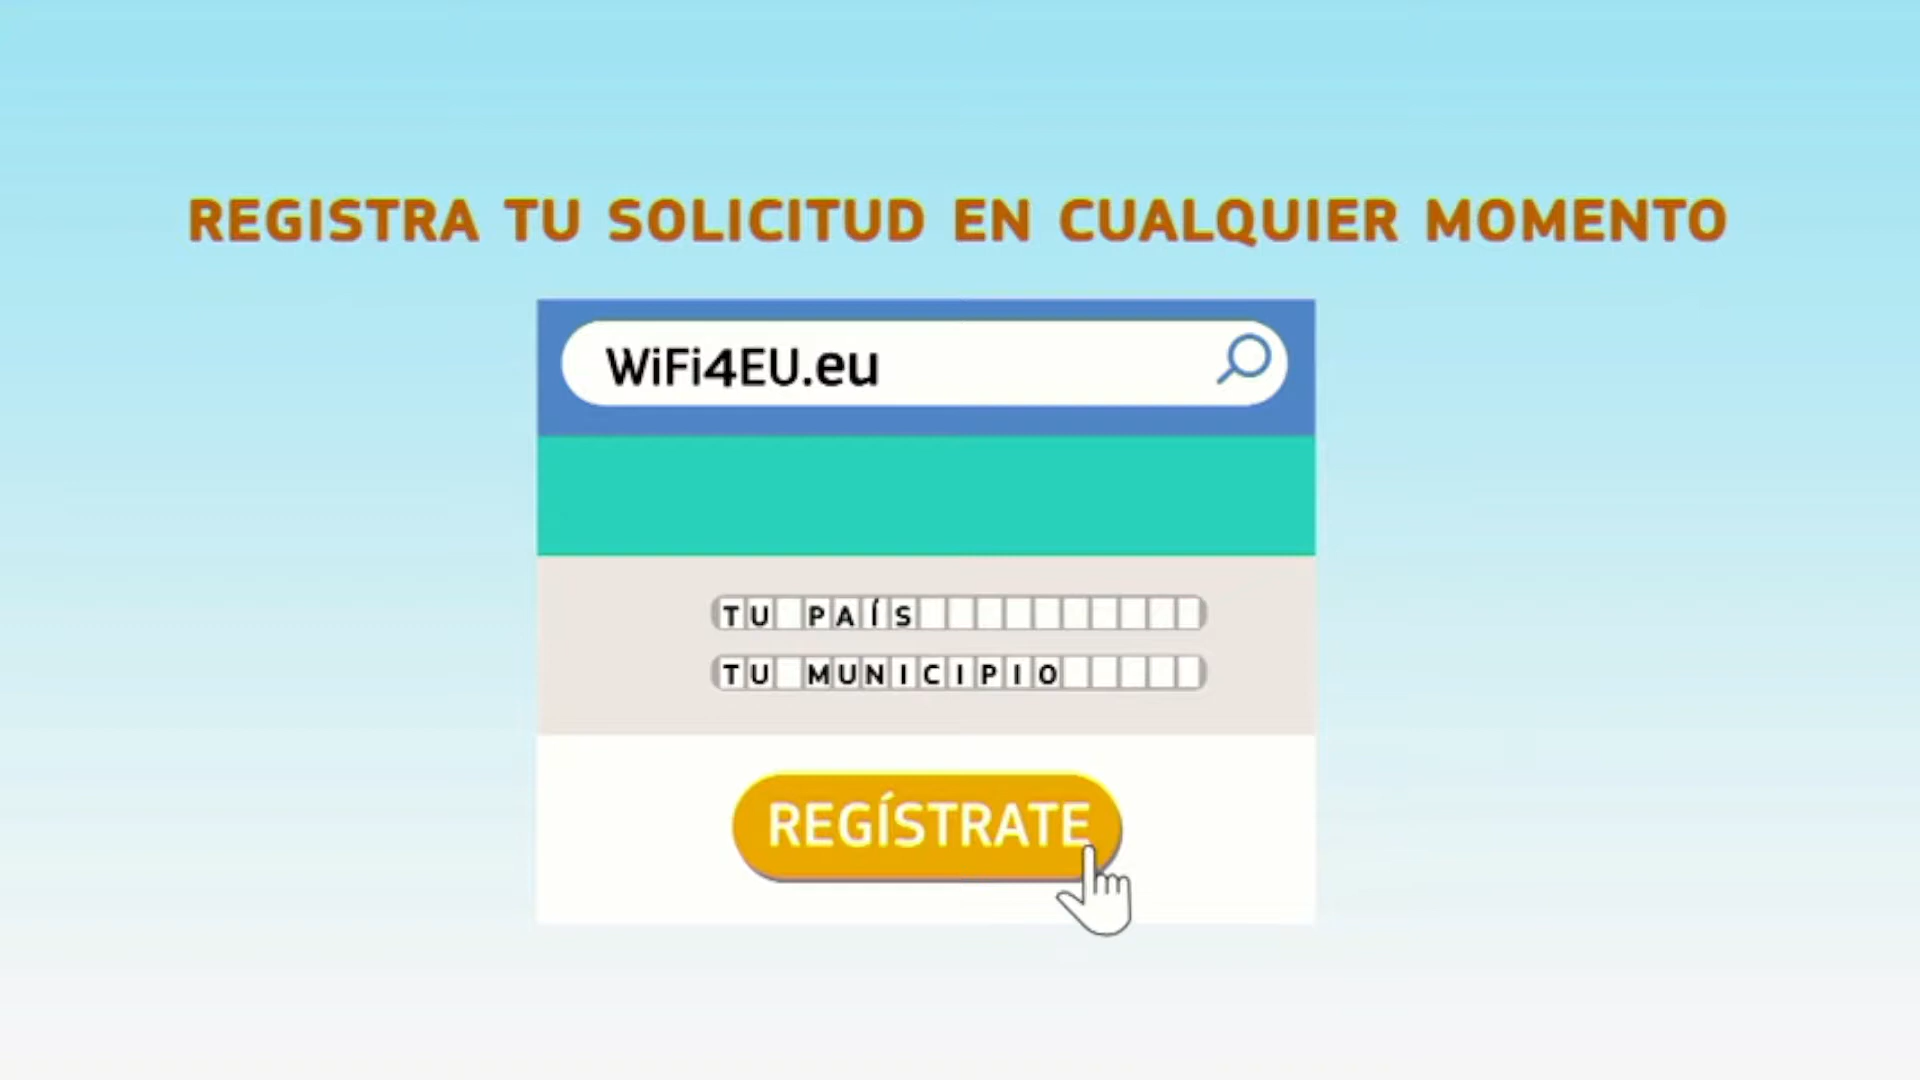 REGISTRA TU SOLICITUD EN CUALQUIER MOMENTO
WiFi4EU.eu
TU PAÍS
TU MUNICIPIO
REGÍSTRATE